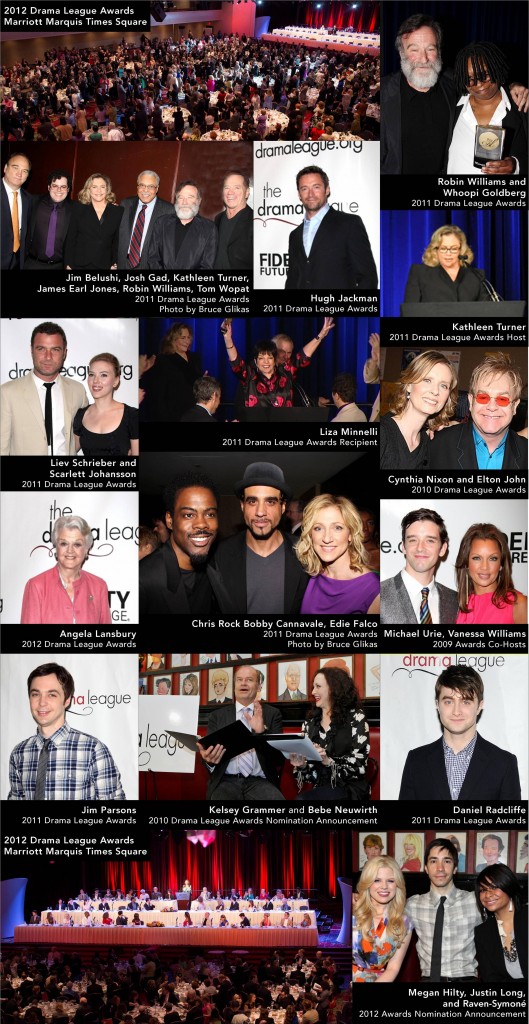 2012 Drama League Awards
Marriott Marquis Times Square
Robin Williams and
Whoopi Goldberg
2011 Drama League Awards
Jim Belushi, Josh Gad, Kathleen Turner,
James Earl Jones, Robin Williams, Tom Wopat
2011 Drama League Awards
Photo by Bruce Glikas
dramaleague.org
the
drama
FIDE
FUTURE
Hugh Jackman
2011 Drama League Awards
Kathleen Turner
2011 Drama League Awards Host
Liev Schrieber and
Scarlett Johansson
2011 Drama League Awards
Liza Minnelli
2011 Drama League Awards Recipient
Cynthia Nixon and Elton John
2010 Drama League Awards
the
drama leag
TY
GE.
Angela Lansbury
2012 Drama League Awards
Chris Rock Bobby Cannavale, Edie Falco
2011 Drama League Awards
Photo by Bruce Glikas
Michael Urie, Vanessa Williams
2009 Awards Co-Hosts
league
Jim Parsons
2011 Drama League Awards
league
Kelsey Grammer and Bebe Neuwirth
2010 Drama League Awards Nomination Announcement
drama league
Daniel Radcliffe
2011 Drama League Awards
2012 Drama League Awards
Marriott Marquis Times Square
Megan Hilty, Justin Long,
and Raven-Symoné
2012 Awards Nomination Announcement